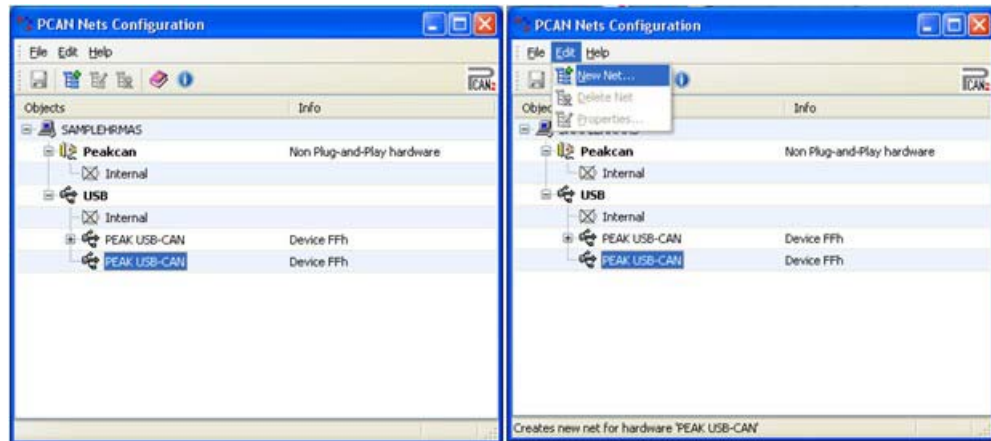 PCAN Nets Configuration
File Edit Help
PCAN
Objects Info
SAMPLEHRMAS
Peakcan Non Plug-and-Play hardware
Internal
USB
Internal
PEAK USB-CAN Device FFh
PEAK USB-CAN Device FFh
PCAN Nets Configuration
File Edit Help
New Net...
Delete Net
Properties...
PCAN
Objec Info
Peakcan Non Plug-and-Play hardware
Internal
USB
Internal
PEAK USB-CAN Device FFh
PEAK USB-CAN Device FFh
Creates new net for hardware 'PEAK USB-CAN'